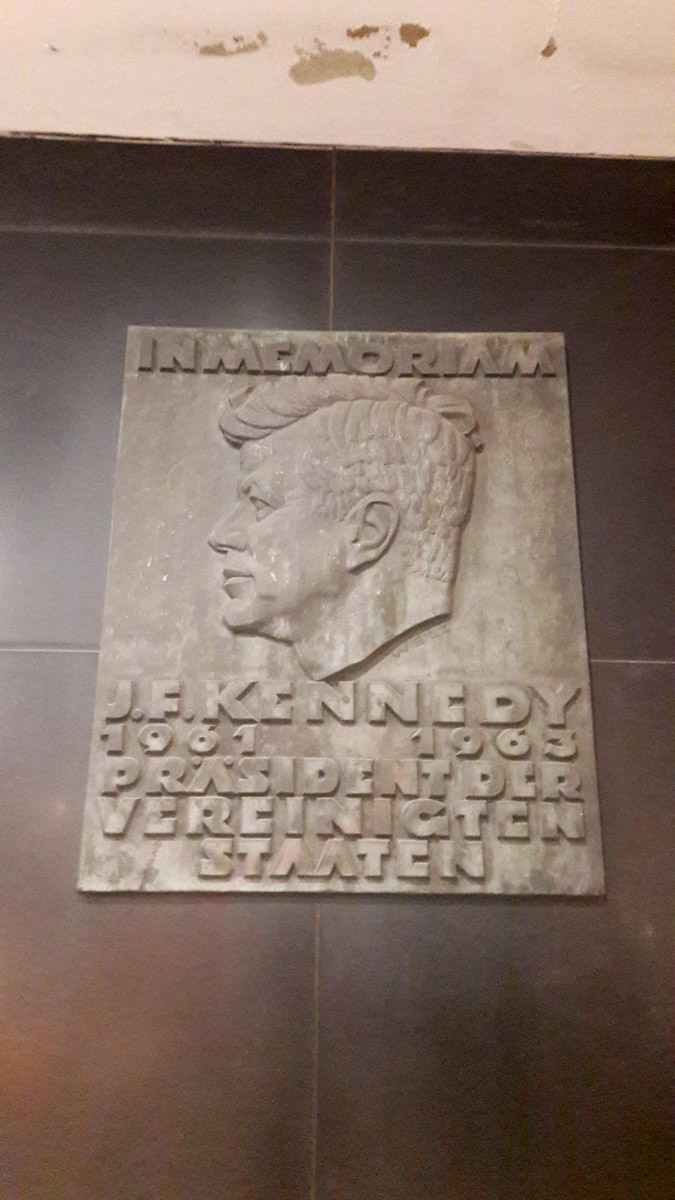 IN MEMORIAM
J.F. KENNEDY
1961 1963
PRÄSIDENT DER
VEREINIGTEN
STAATEN